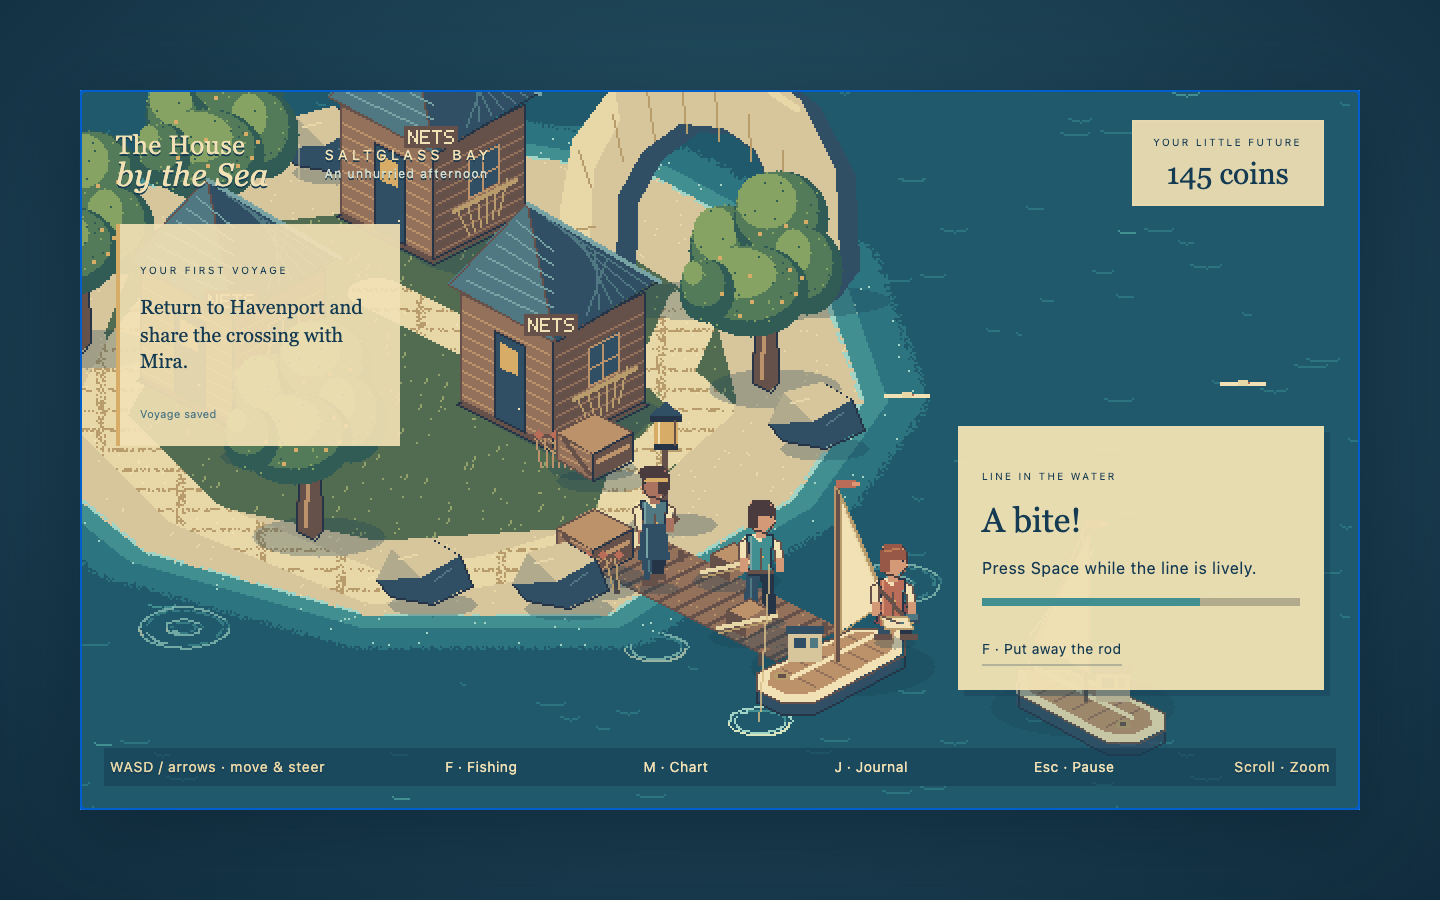 The House
by the Sea
NETS
SALTGLASS BAY
An unhurried afternoon
YOUR LITTLE FUTURE
145 coins
YOUR FIRST VOYAGE
Return to Havenport and
share the crossing with
Mira.
Voyage saved
NETS
LINE IN THE WATER
A bite!
Press Space while the line is lively.
F · Put away the rod
WASD / arrows · move & steer
F · Fishing
M · Chart
J · Journal
Esc · Pause
Scroll · Zoom